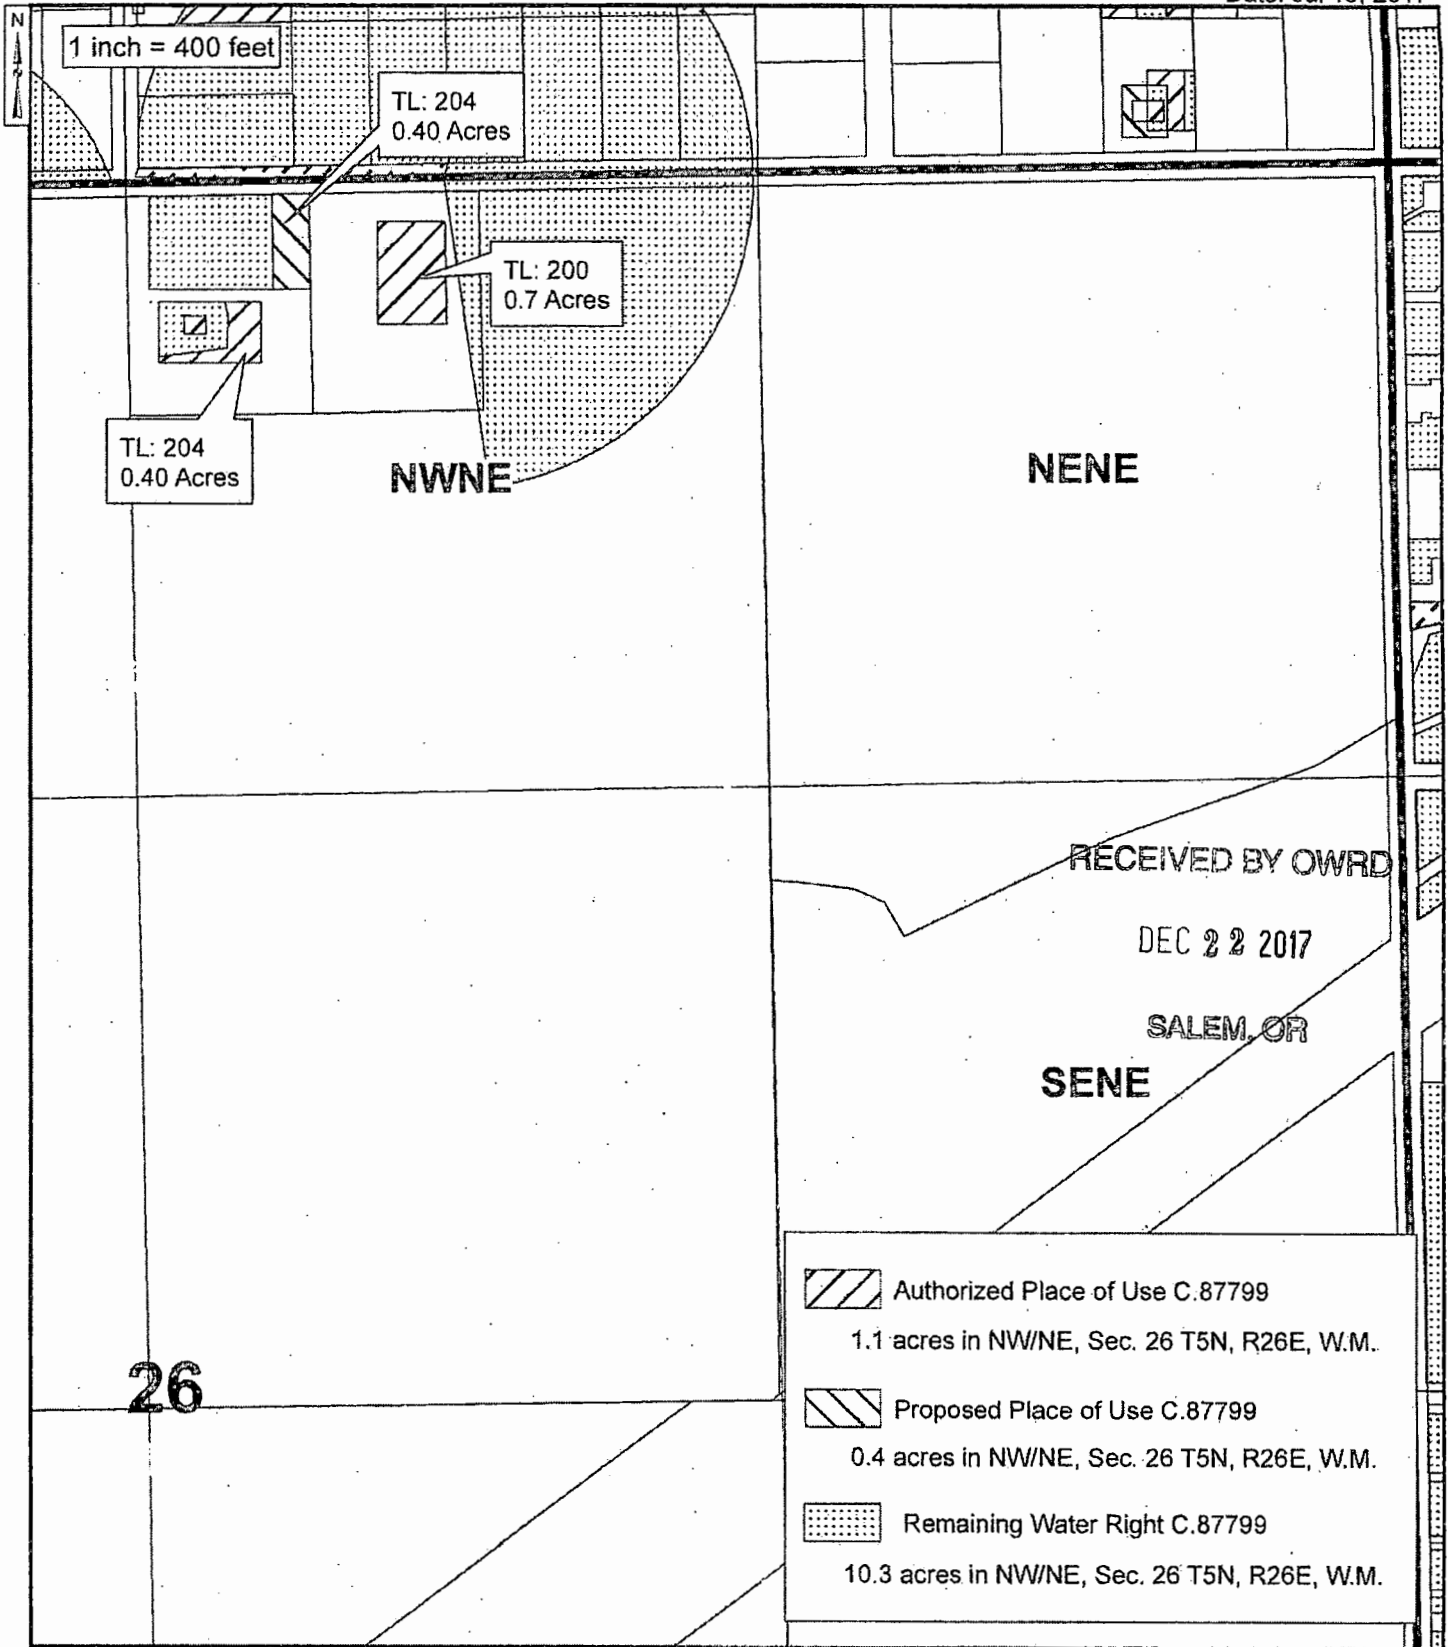 N
1 inch = 400 feet
TL: 204
0.40 Acres
TL: 200
0.7 Acres
TL: 204
0.40 Acres
NWNE
NENE
RECEIVED BY OWRD
DEC 22 2017
SALEM, OR
SENE
26
Authorized Place of Use C.87799
1.1 acres in NW/NE, Sec. 26 T5N, R26E, W.M.
Proposed Place of Use C.87799
0.4 acres in NW/NE, Sec. 26 T5N, R26E, W.M.
Remaining Water Right C.87799
10.3 acres in NW/NE, Sec. 26 T5N, R26E, W.M.